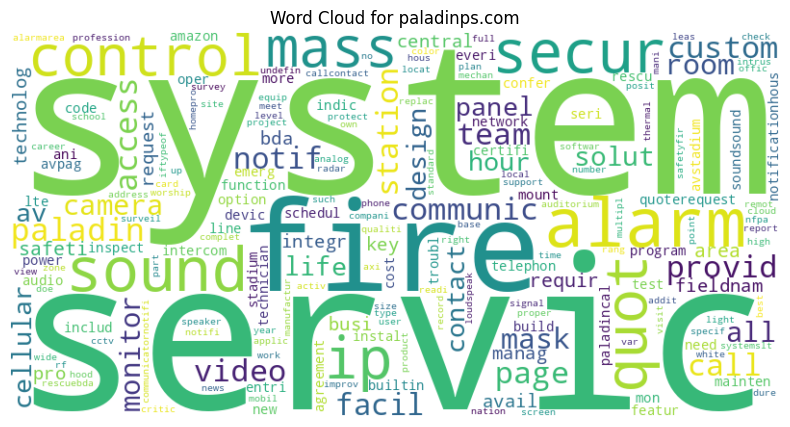 Word Cloud for paladinps.com
alarmarea profession amazon central no full mass secur leas check
control undefin survey oper more callcontact hous everi custom intrus
technolog code indic confer rescu room offic
system
school homepro site equip meet level project protect own locat plan mechan posit mani
access request bda station design panel network team hour certifi seri solut
ani notif avpag emerg function analog radar color replac standard softwar number
career iftypeof up card worship address lte option devic
soundsound safetyfir thermal avstadium notificationhous
local support quoterequest remot cloud nfpa report
av camera paladin surveil complet line schedul such compani phone
communic mount auditorium multipl point
fire alarm
safeti inspect intercom integr key cost troubl base right time telephon program area rang high
power view zone doe audio part sound stadium technician life
qualiti axi activ manufactur readi contact requir test addit best
provid fieldnam visit
servic
cellular monitor communicatornotifi includ speaker cctv notifi year applic
busi instal size type user record loudspeak signal proper build
mask manag page quot paladincal all call
need light specif white var systemsit
pro wide rf hood rescuebda critic news new mobil work video entri
ip agreement improv facil product builtin avail nation screen
mon featur mainten dure